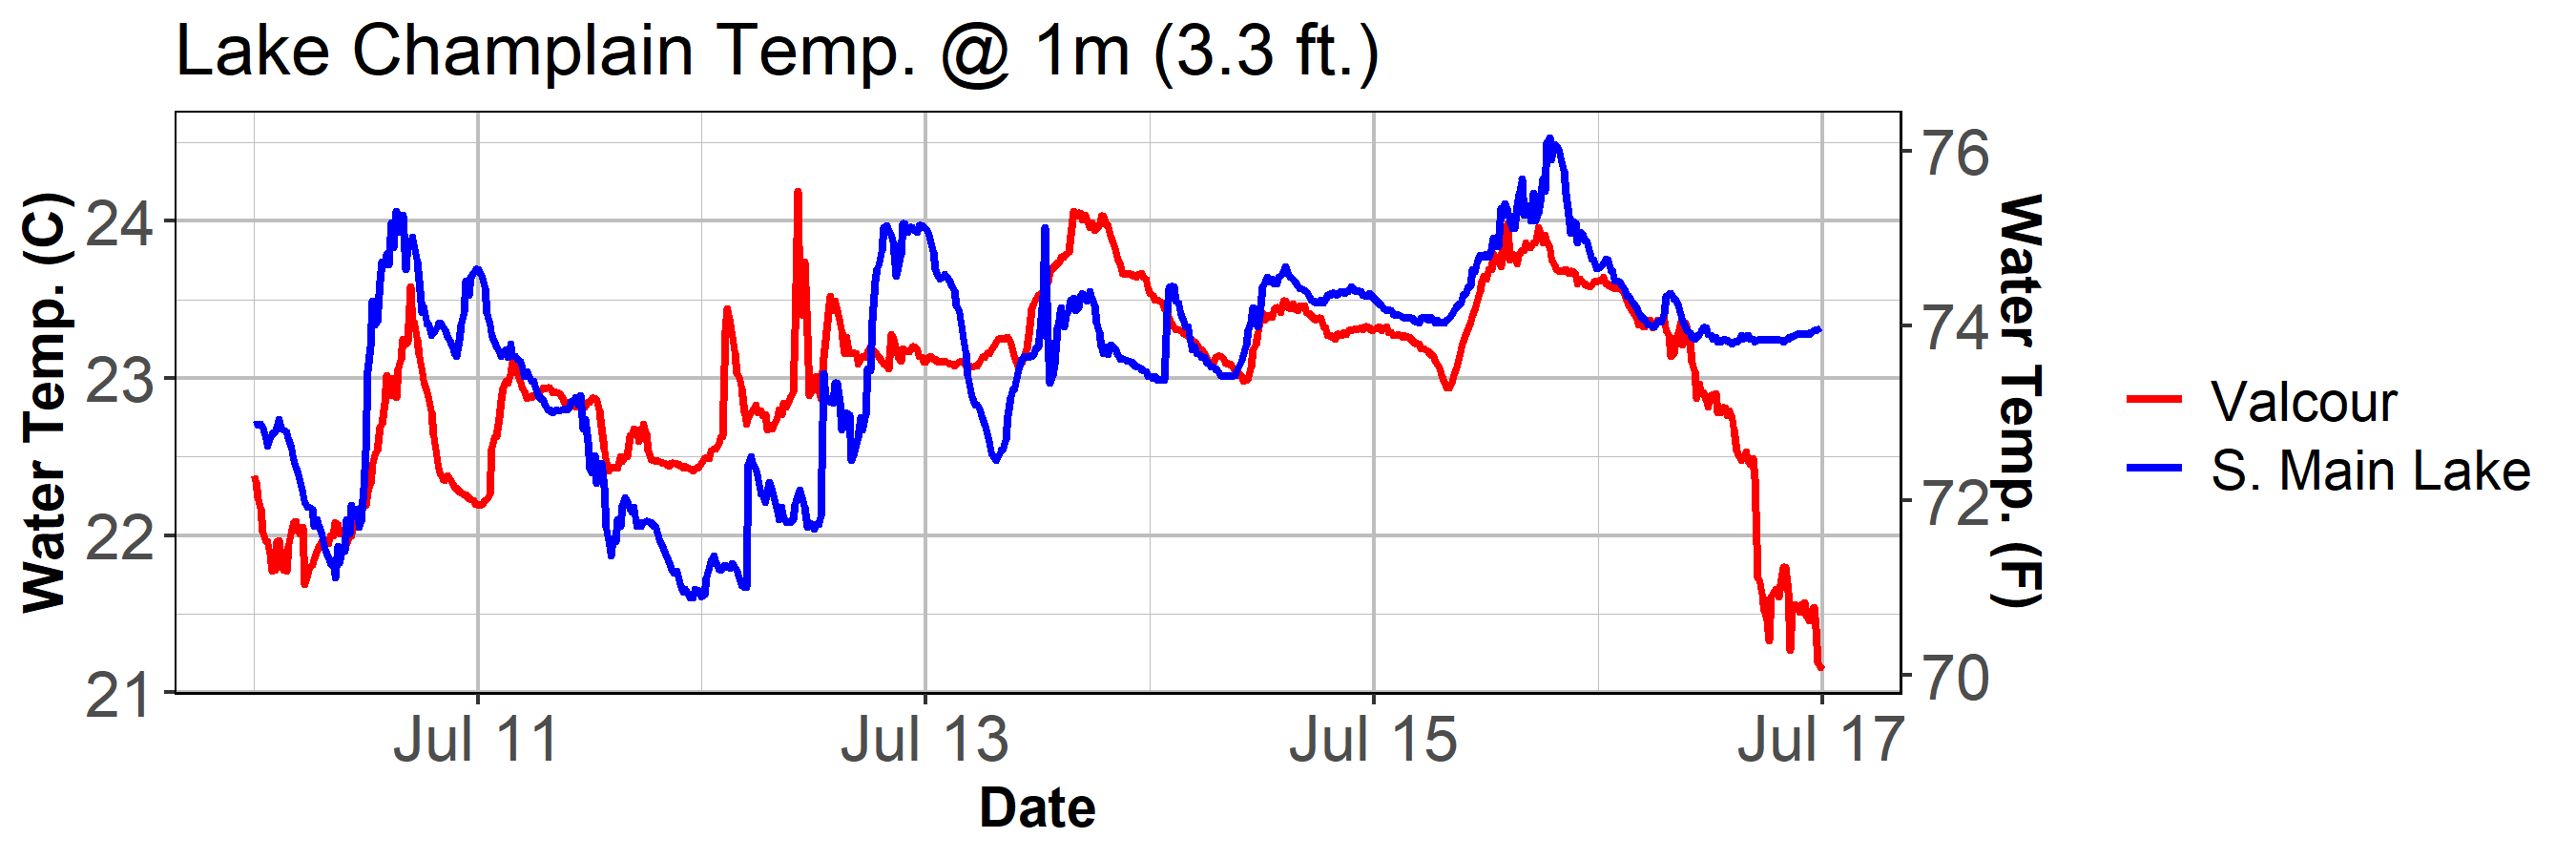 Lake Champlain Temp. @ 1m (3.3 ft.)
Water Temp. (C)
24
23
22
21
76
74
72
70
Water Temp. (F)
Jul 11
Jul 13
Jul 15
Jul 17
Date
Valcour
S. Main Lake